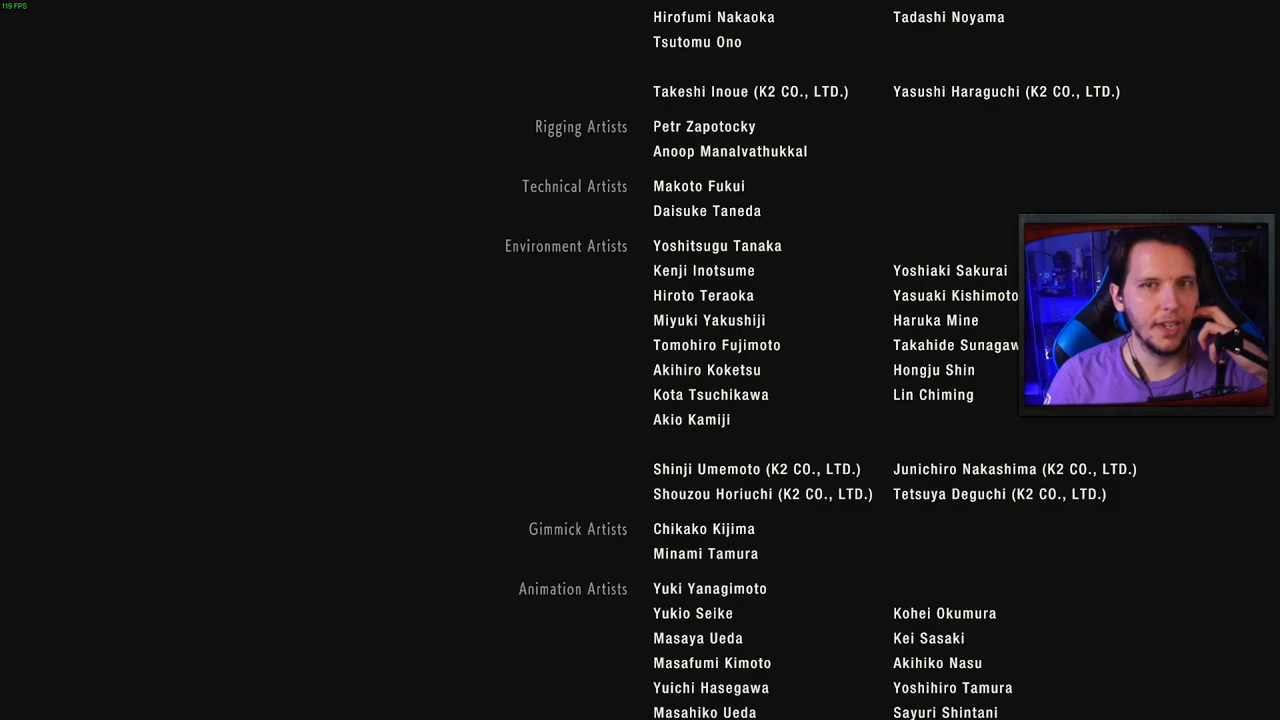 119 FPS
Hirofumi Nakaoka Tadashi Noyama
Tsutomu Ono
Takeshi Inoue (K2 CO., LTD.) Yasushi Haraguchi (K2 CO., LTD.)
Rigging Artists Petr Zapotocky
Anoop Manalvathukkal
Technical Artists Makoto Fukui
Daisuke Taneda
Environment Artists Yoshitsugu Tanaka
Kenji Inotsume Yoshiaki Sakurai
Hiroto Teraoka Yasuaki Kishimoto
Miyuki Yakushiji Haruka Mine
Tomohiro Fujimoto Takahide Sunagaw
Akihiro Koketsu Hongju Shin
Kota Tsuchikawa Lin Chiming
Akio Kamiji
Shinji Umemoto (K2 CO., LTD.) Junichiro Nakashima (K2 CO., LTD.)
Shouzou Horiuchi (K2 CO., LTD.) Tetsuya Deguchi (K2 CO., LTD.)
Gimmick Artists Chikako Kijima
Minami Tamura
Animation Artists Yuki Yanagimoto
Yukio Seike Kohei Okumura
Masaya Ueda Kei Sasaki
Masafumi Kimoto Akihiko Nasu
Yuichi Hasegawa Yoshihiro Tamura
Masahiko Ueda Sayuri Shintani